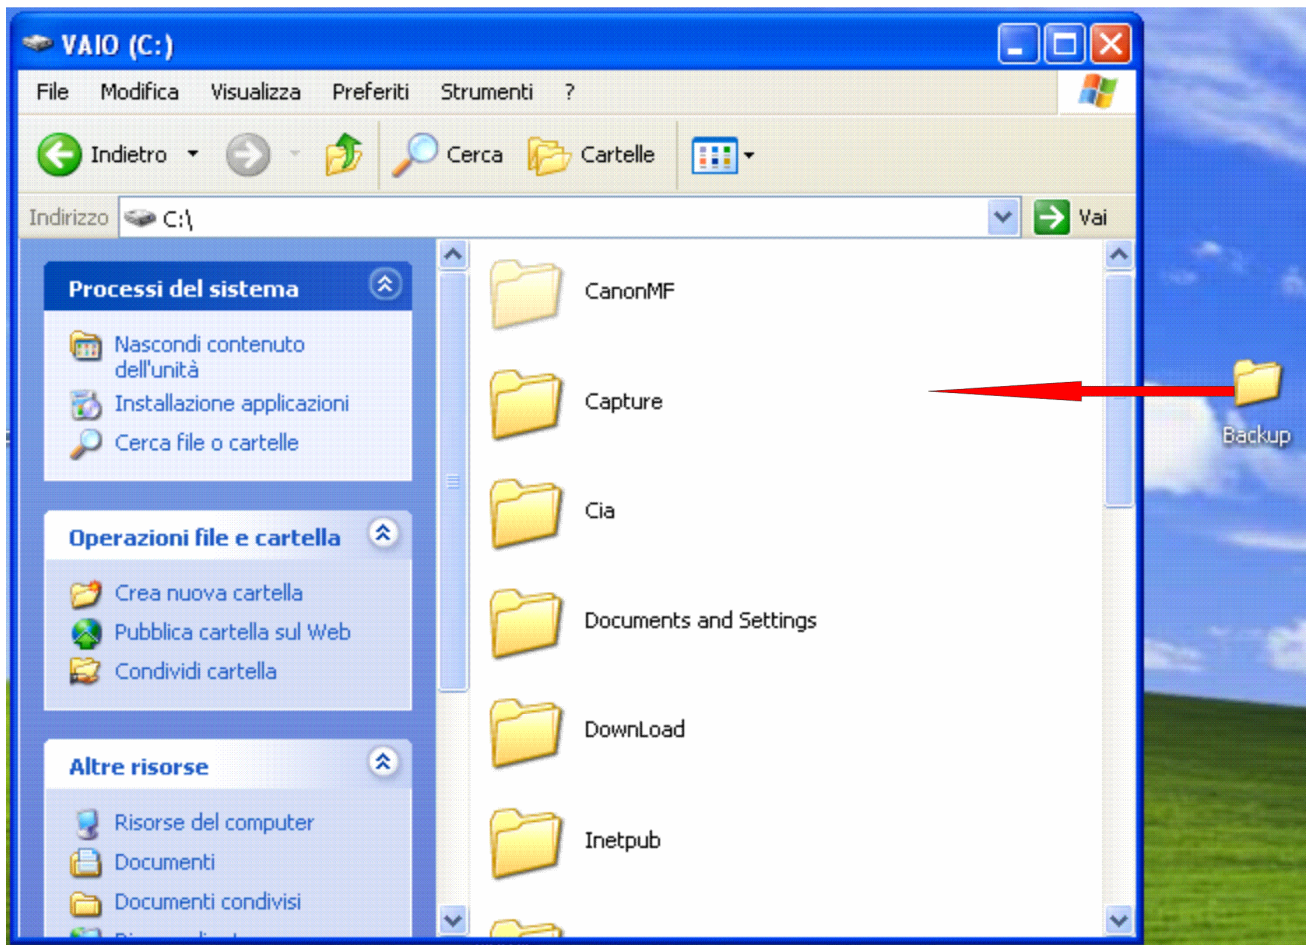 VAIO (C:)
File Modifica Visualizza Preferiti Strumenti ?
Indietro Cerca Cartelle
Indirizzo C:\ Vai
Processi del sistema
Nascondi contenuto
dell'unità
Installazione applicazioni
Cerca file o cartelle
Operazioni file e cartella
Crea nuova cartella
Pubblica cartella sul Web
Condividi cartella
Altre risorse
Risorse del computer
Documenti
Documenti condivisi
CanonMF
Capture
Cia
Documents and Settings
DownLoad
Inetpub
Backup